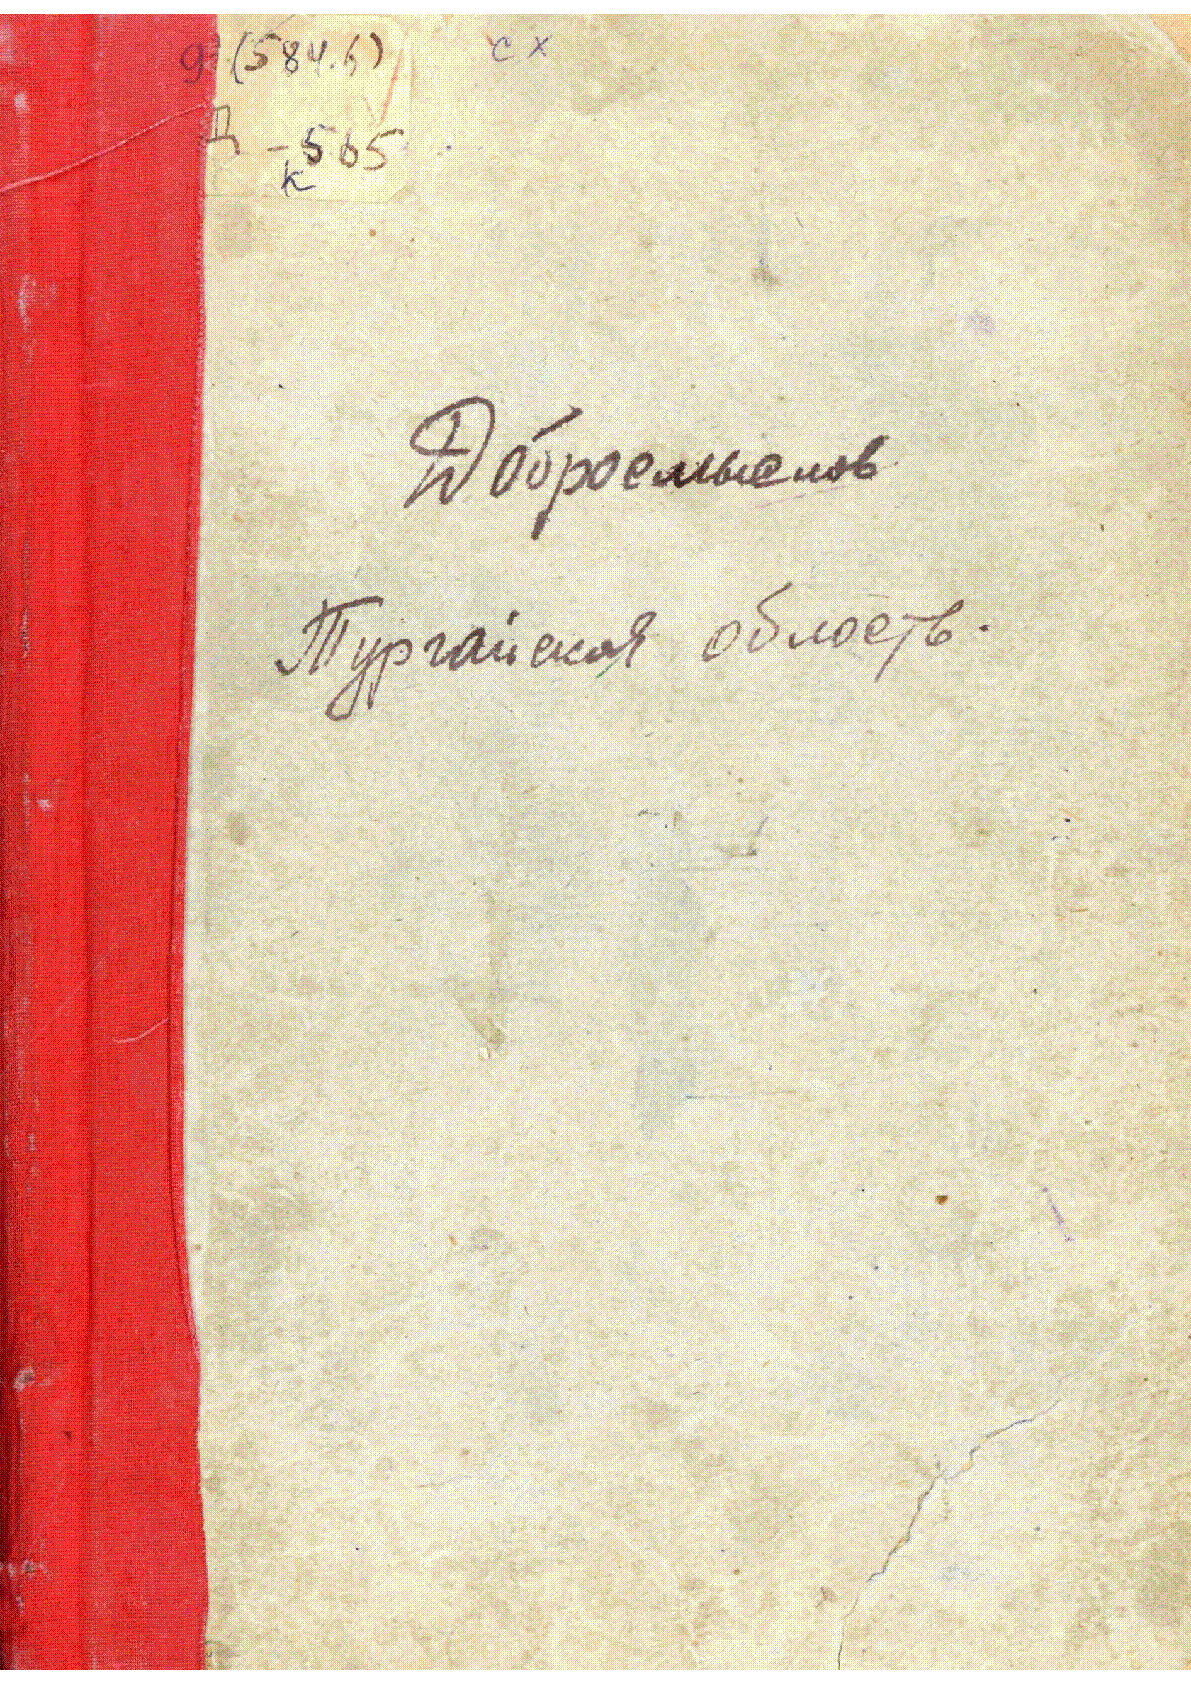 9 (584.6) СХ
Д-565
к
Добросмыслов
Тургайская область.